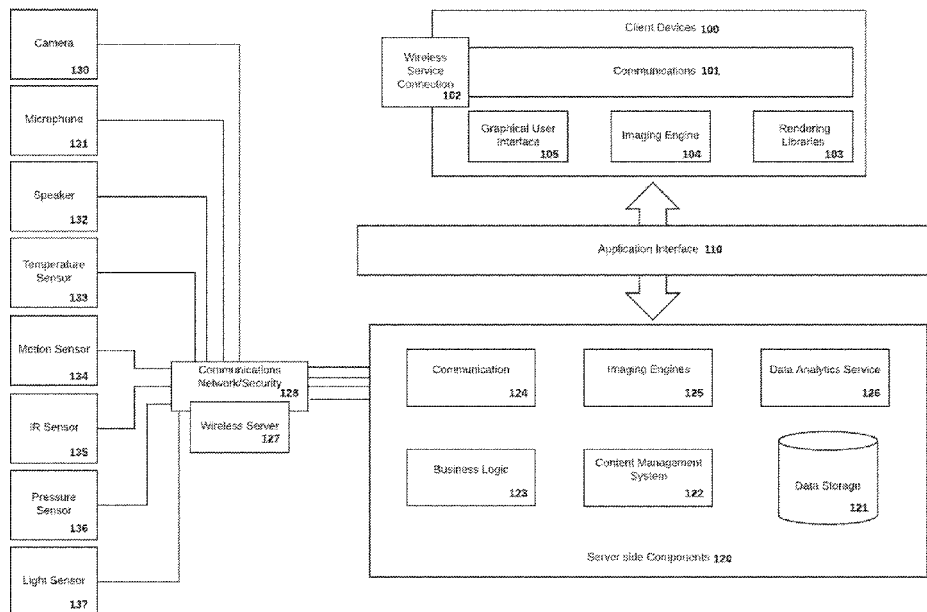 Camera
130
Microphone
131
Speaker
132
Temperature
Sensor
133
Motion Sensor
134
IR Sensor
135
Pressure
Sensor
136
Light Sensor
137
Communications
Network/Security
128
Wireless Server
127
Client Devices 100
Wireless
Service
Connection
102
Communications 101
Graphical User
Interface
105
Imaging Engine
104
Rendering
Libraries
103
Application Interface 110
Communication
124
Imaging Engines
125
Data Analytics Service
126
Business Logic
123
Content Management
System
122
Data Storage
121
Server side Components 120